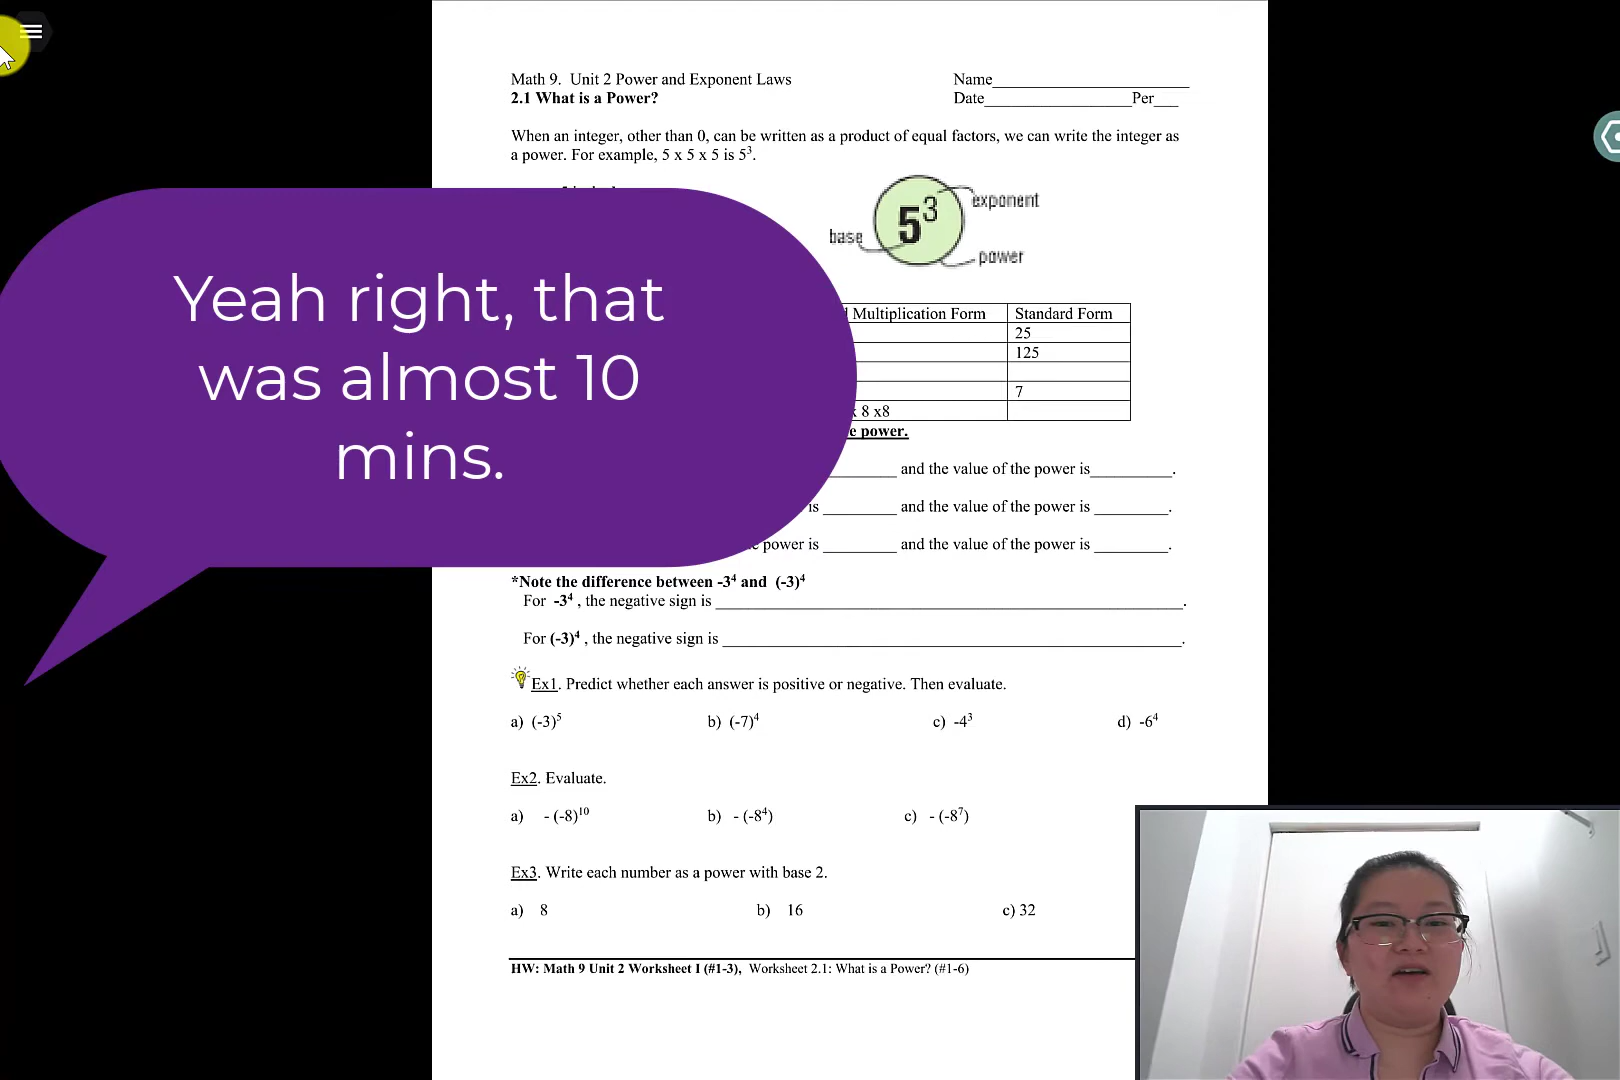 Math 9.  Unit 2 Power and Exponent Laws
Name
2.1 What is a Power?
Date Per
When an integer, other than 0, can be written as a product of equal factors, we can write the integer as
a power. For example, 5 x 5 x 5 is 5³.
5³
exponent
base
power
Yeah right, that
was almost 10
mins.
Multiplication Form Standard Form
25
125
7
8 x8
power.
and the value of the power is .
is and the value of the power is .
power is and the value of the power is .
*Note the difference between -3⁴ and (-3)⁴
For -3⁴ , the negative sign is .
For (-3)⁴ , the negative sign is .
Ex1. Predict whether each answer is positive or negative. Then evaluate.
a) (-3)⁵ b) (-7)⁴ c) -4³ d) -6⁴
Ex2. Evaluate.
a) - (-8)¹⁰ b) - (-8⁴) c) - (-8⁷)
Ex3. Write each number as a power with base 2.
a) 8 b) 16 c) 32
HW: Math 9 Unit 2 Worksheet I (#1-3), Worksheet 2.1: What is a Power? (#1-6)